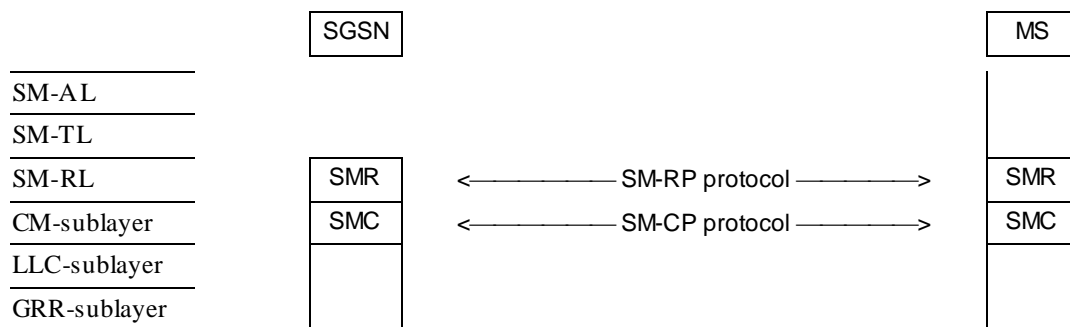 SGSN MS
SM-AL
SM-TL
SM-RL SMR <———— SM-RP protocol ————> SMR
CM-sublayer SMC <———— SM-CP protocol ————> SMC
LLC-sublayer
GRR-sublayer